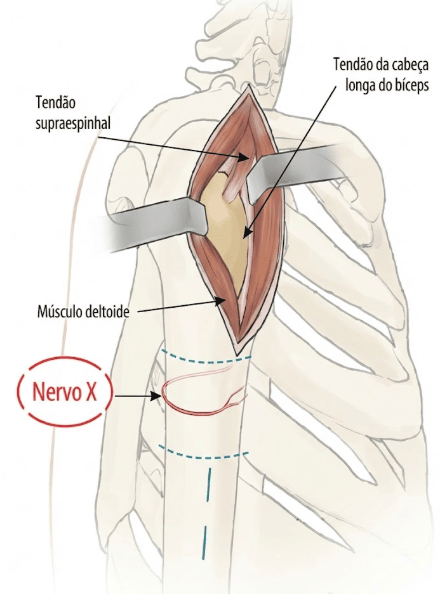 Tendão da cabeça
longa do bíceps
Tendão
supraespinhal
Músculo deltoide
Nervo X